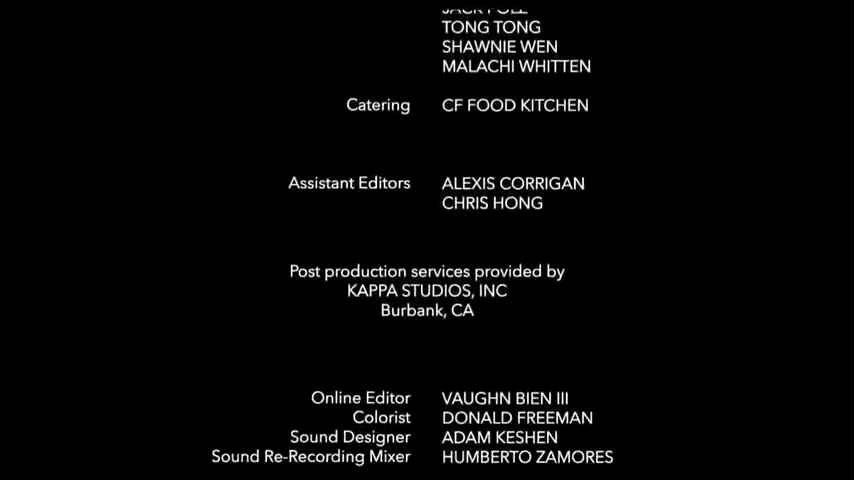 TONG TONG
SHAWNIE WEN
MALACHI WHITTEN
Catering CF FOOD KITCHEN
Assistant Editors ALEXIS CORRIGAN
CHRIS HONG
Post production services provided by
KAPPA STUDIOS, INC
Burbank, CA
Online Editor VAUGHN BIEN III
Colorist DONALD FREEMAN
Sound Designer ADAM KESHEN
Sound Re-Recording Mixer HUMBERTO ZAMORES